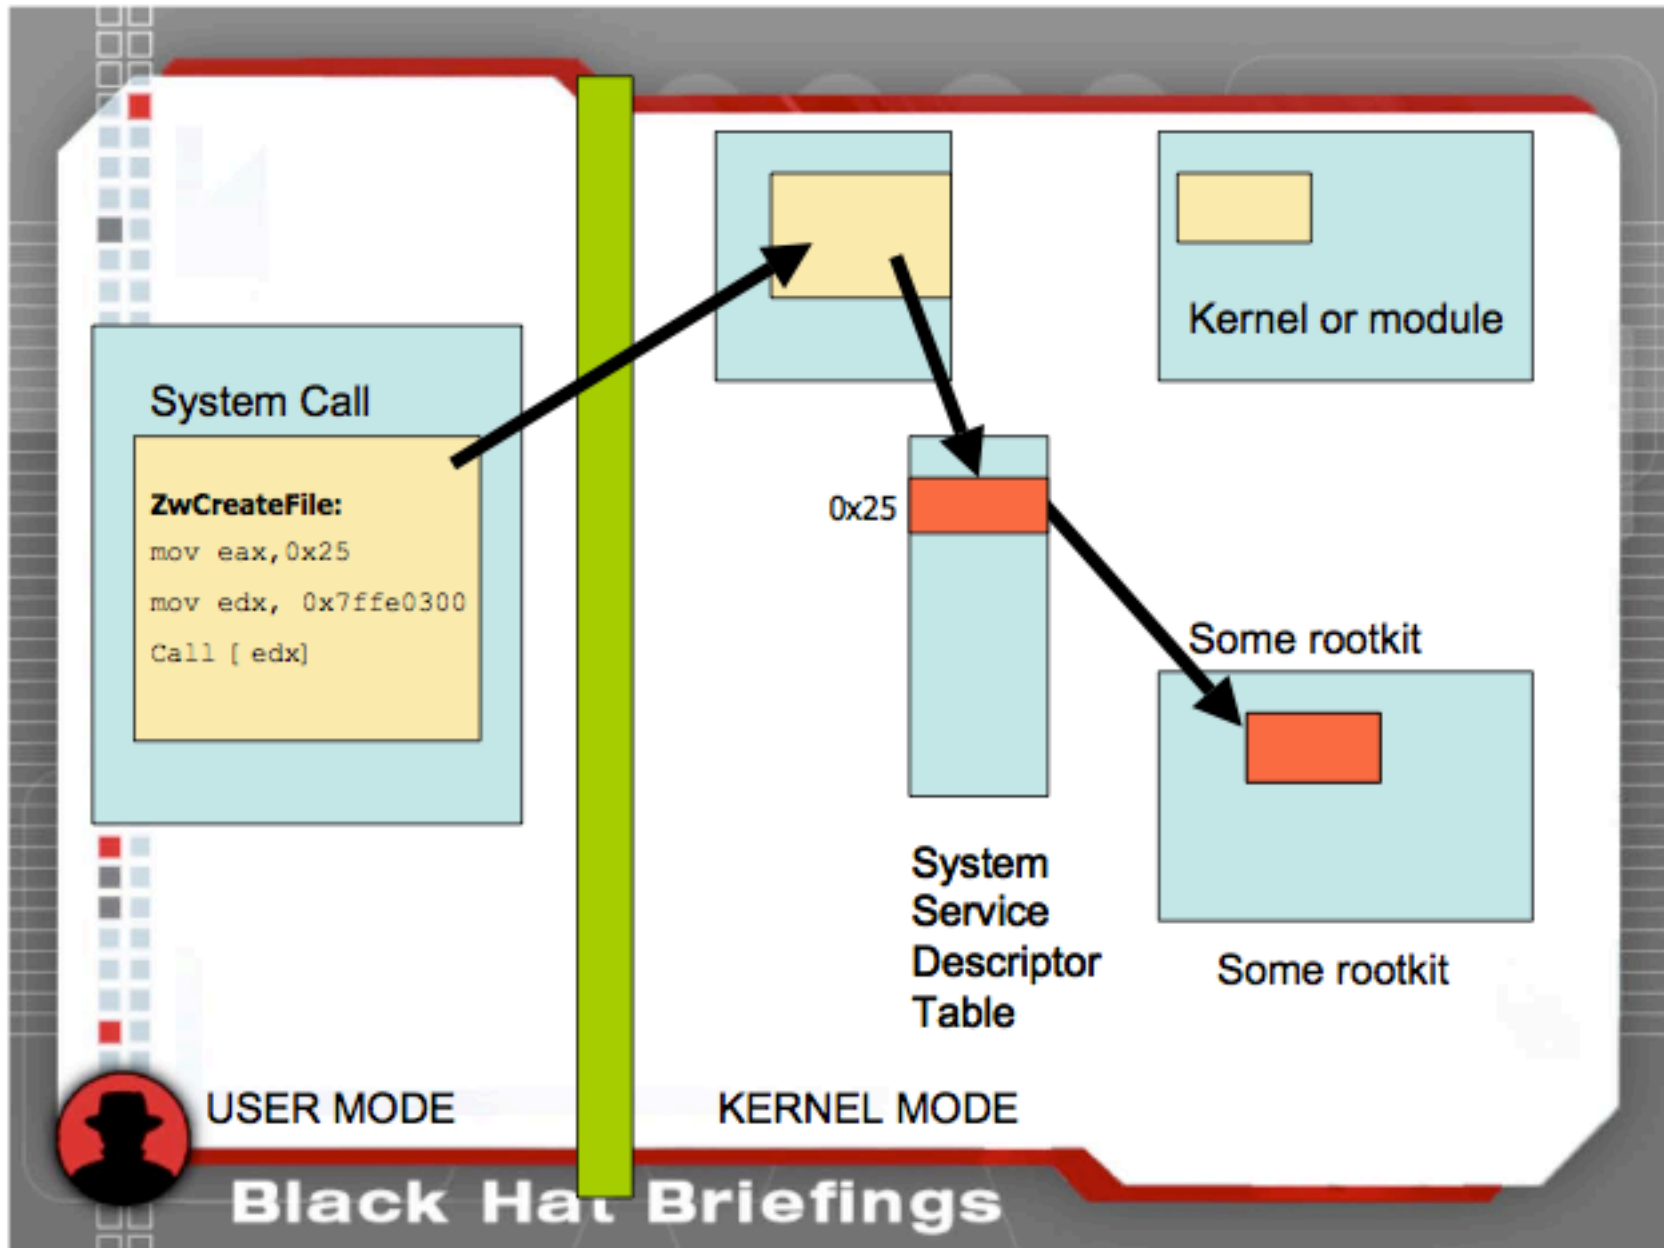 System Call
ZwCreateFile:
mov eax,0x25
mov edx, 0x7ffe0300
Call [ edx]
Kernel or module
0x25
Some rootkit
System
Service
Descriptor
Table
Some rootkit
USER MODE
KERNEL MODE
Black Hat Briefings